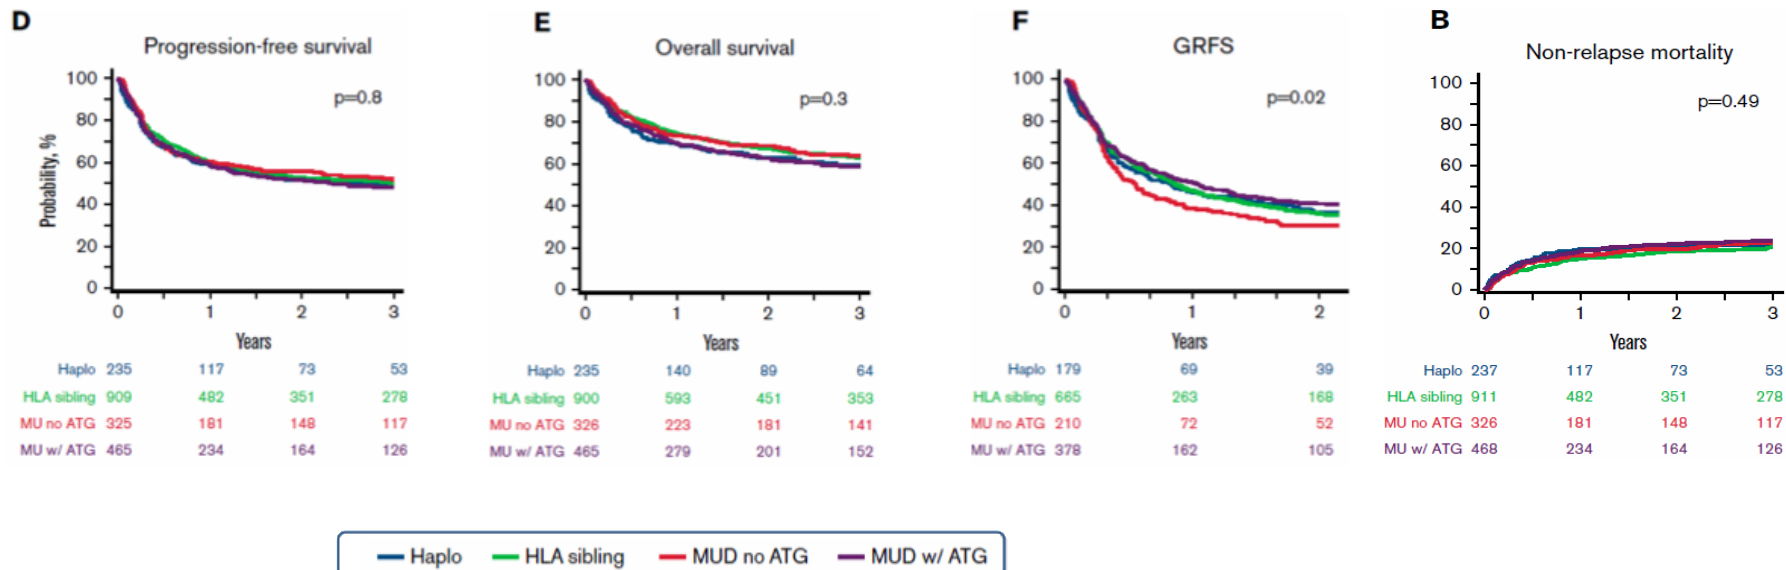 D
Progression-free survival
p=0.8
Probability, %
100
80
60
40
20
0
0 1 2 3
Years
Haplo 235 117 73 53
HLA sibling 909 482 351 278
MU no ATG 325 181 148 117
MU w/ ATG 465 234 164 126
E
Overall survival
p=0.3
100
80
60
40
20
0
0 1 2 3
Years
Haplo 235 140 89 64
HLA sibling 900 593 451 353
MU no ATG 326 223 181 141
MU w/ ATG 465 279 201 152
F
GRFS
p=0.02
100
80
60
40
20
0
0 1 2
Years
Haplo 179 69 39
HLA sibling 665 263 168
MU no ATG 210 72 52
MU w/ ATG 378 162 105
B
Non-relapse mortality
p=0.49
100
80
60
40
20
0
0 1 2 3
Years
Haplo 237 117 73 53
HLA sibling 911 482 351 278
MU no ATG 326 181 148 117
MU w/ ATG 468 234 164 126
Haplo HLA sibling MUD no ATG MUD w/ ATG